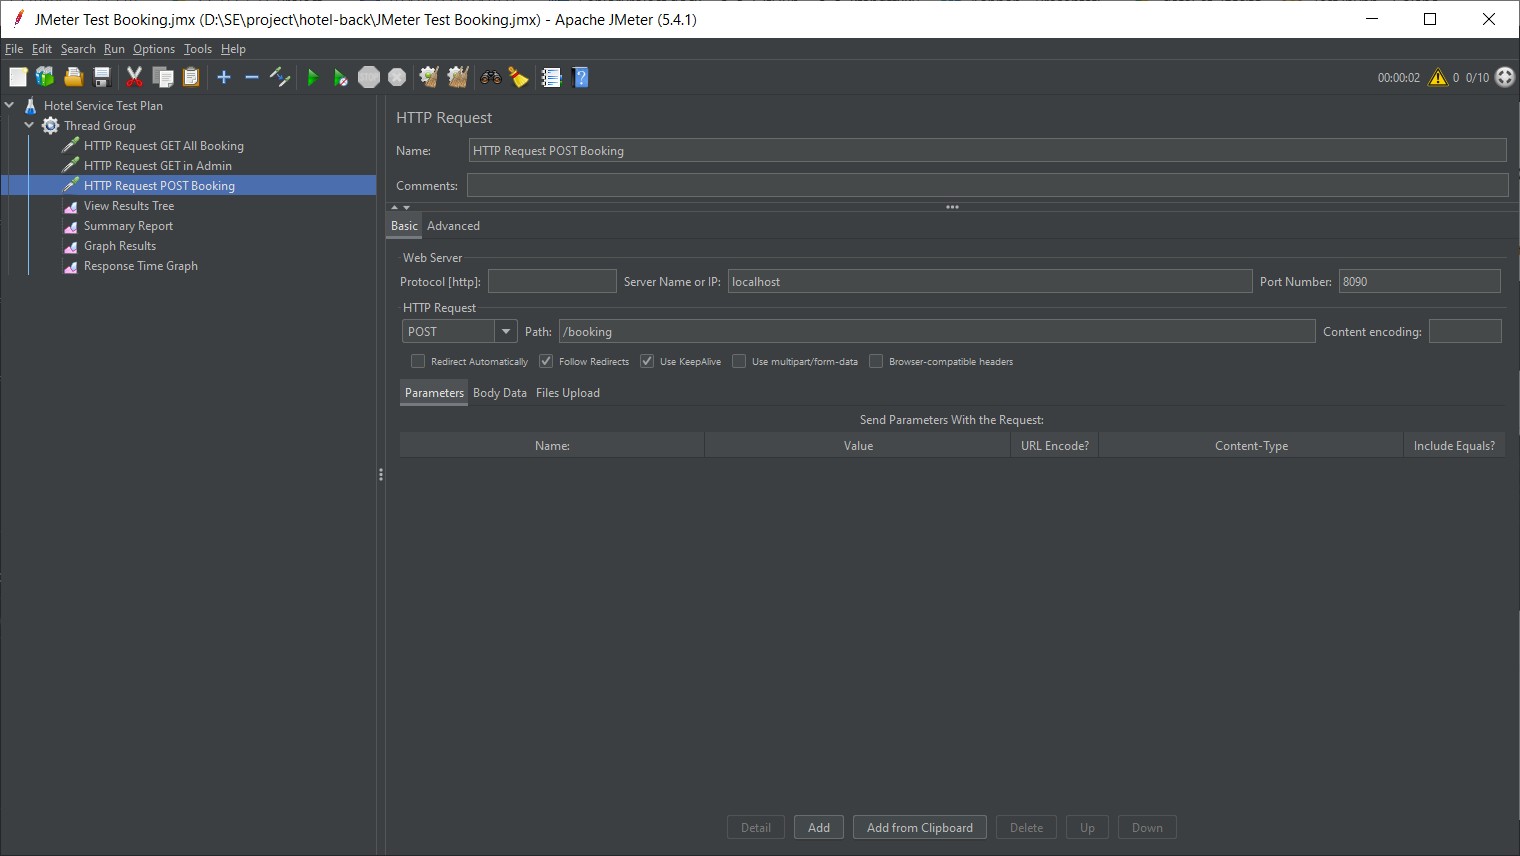 JMeter Test Booking.jmx (D:\SE\project\hotel-back\JMeter Test Booking.jmx) - Apache JMeter (5.4.1)
File Edit Search Run Options Tools Help
STOP
00:00:02 0 0/10
Hotel Service Test Plan
Thread Group
HTTP Request GET All Booking
HTTP Request GET in Admin
HTTP Request POST Booking
View Results Tree
Summary Report
Graph Results
Response Time Graph
HTTP Request
Name: HTTP Request POST Booking
Comments:
Basic Advanced
Web Server
Protocol [http]: Server Name or IP: localhost Port Number: 8090
HTTP Request
POST Path: /booking Content encoding:
Redirect Automatically Follow Redirects Use KeepAlive Use multipart/form-data Browser-compatible headers
Parameters Body Data Files Upload
Send Parameters With the Request:
Name: Value URL Encode? Content-Type Include Equals?
Detail Add Add from Clipboard Delete Up Down